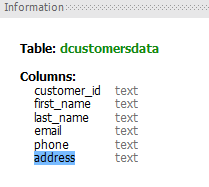 Information
Table: dcustomersdata
Columns:
customer_id text
first_name text
last_name text
email text
phone text
address text